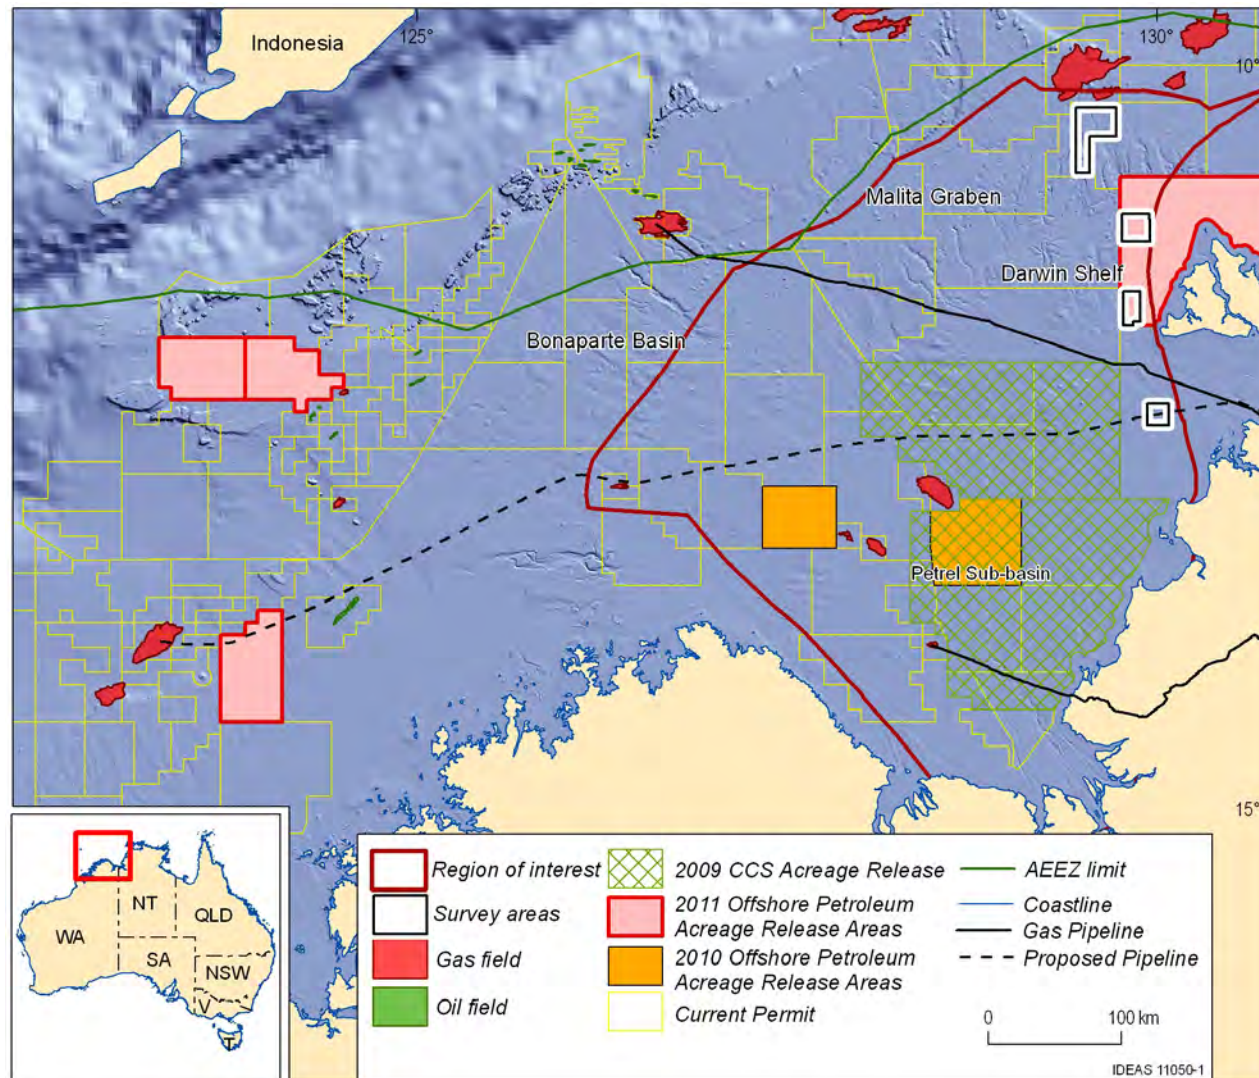 Indonesia
125°
130°
10°
Malita Graben
Darwin Shelf
Bonaparte Basin
Petrel Sub-basin
15°
NT
QLD
WA
SA
NSW
V
T
Region of interest
Survey areas
Gas field
Oil field
2009 CCS Acreage Release
2011 Offshore Petroleum
Acreage Release Areas
2010 Offshore Petroleum
Acreage Release Areas
Current Permit
AEEZ limit
Coastline
Gas Pipeline
Proposed Pipeline
0 100 km
IDEAS 11050-1